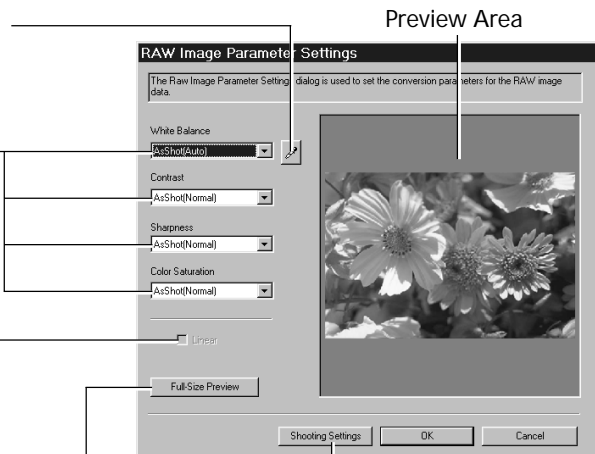 Preview Area
RAW Image Parameter Settings
The Raw Image Parameter Settings dialog is used to set the conversion parameters for the RAW image
data.
White Balance
AsShot(Auto)
Contrast
AsShot(Normal)
Sharpness
AsShot(Normal)
Color Saturation
AsShot(Normal)
Linear
Full-Size Preview
Shooting Settings
OK
Cancel